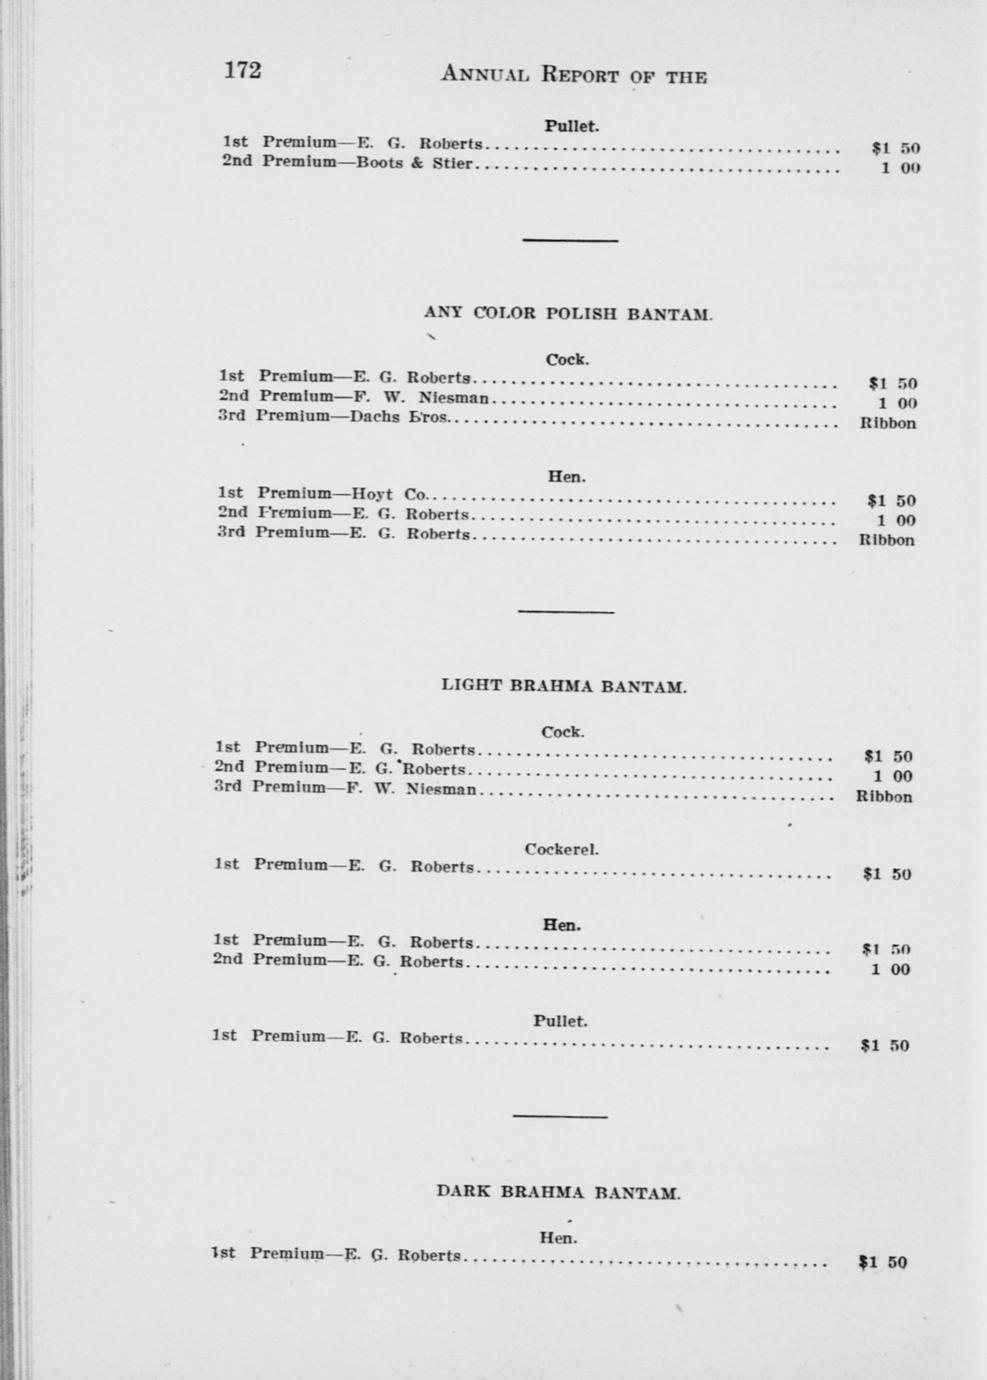 172 ANNUAL REPORT OF THE
Pullet.
1st Premium—E. G. Roberts.................................... $1 50
2nd Premium—Boots & Stier.................................... 1 00
ANY COLOR POLISH BANTAM.
Cock.
1st Premium—E. G. Roberts.................................... $1 50
2nd Premium—F. W. Niesman.................................... 1 00
3rd Premium—Dachs Bros.................................... Ribbon
Hen.
1st Premium—Hoyt Co.................................... $1 50
2nd Premium—E. G. Roberts.................................... 1 00
3rd Premium—E. G. Roberts.................................... Ribbon
LIGHT BRAHMA BANTAM.
Cock.
1st Premium—E. G. Roberts.................................... $1 50
2nd Premium—E. G. Roberts.................................... 1 00
3rd Premium—F. W. Niesman.................................... Ribbon
Cockerel.
1st Premium—E. G. Roberts.................................... $1 50
Hen.
1st Premium—E. G. Roberts.................................... $1 50
2nd Premium—E. G. Roberts.................................... 1 00
Pullet.
1st Premium—E. G. Roberts.................................... $1 50
DARK BRAHMA BANTAM.
Hen.
1st Premium—E. G. Roberts.................................... $1 50